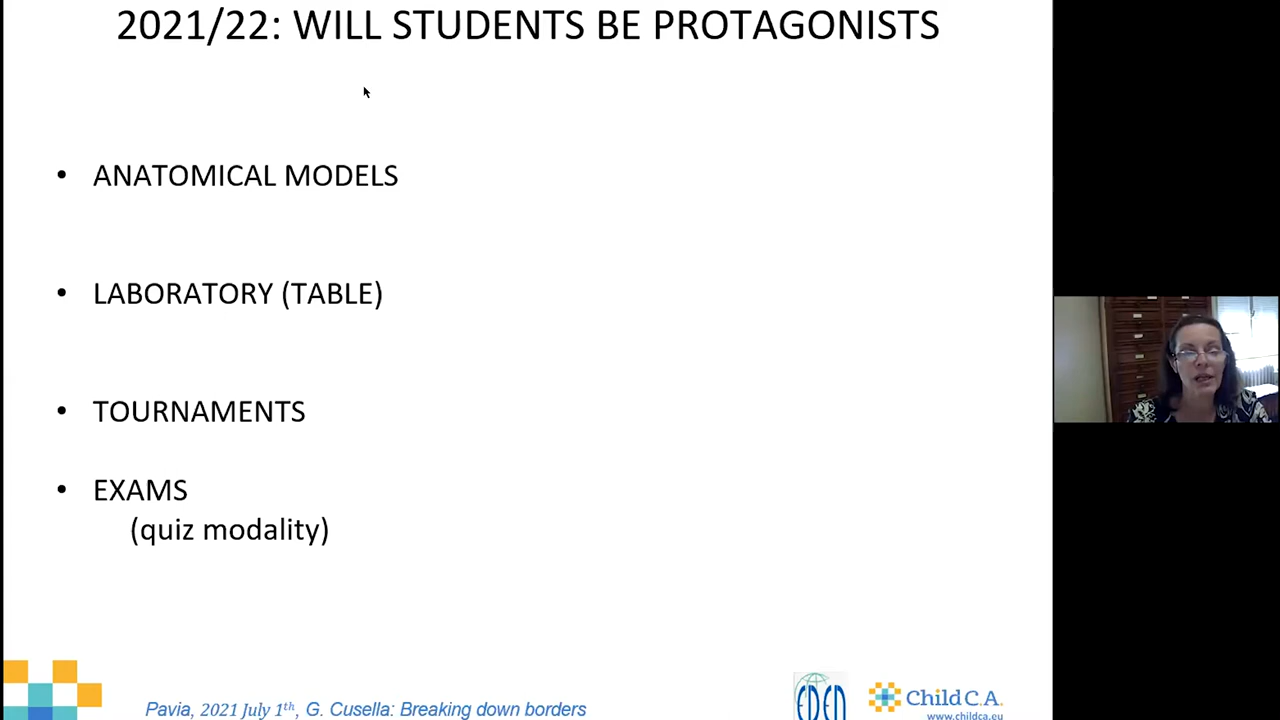 2021/22: WILL STUDENTS BE PROTAGONISTS
• ANATOMICAL MODELS
• LABORATORY (TABLE)
• TOURNAMENTS
• EXAMS
(quiz modality)
Pavia, 2021 July 1th, G. Cusella: Breaking down borders
EDEN
Child C.A.
www.childca.eu